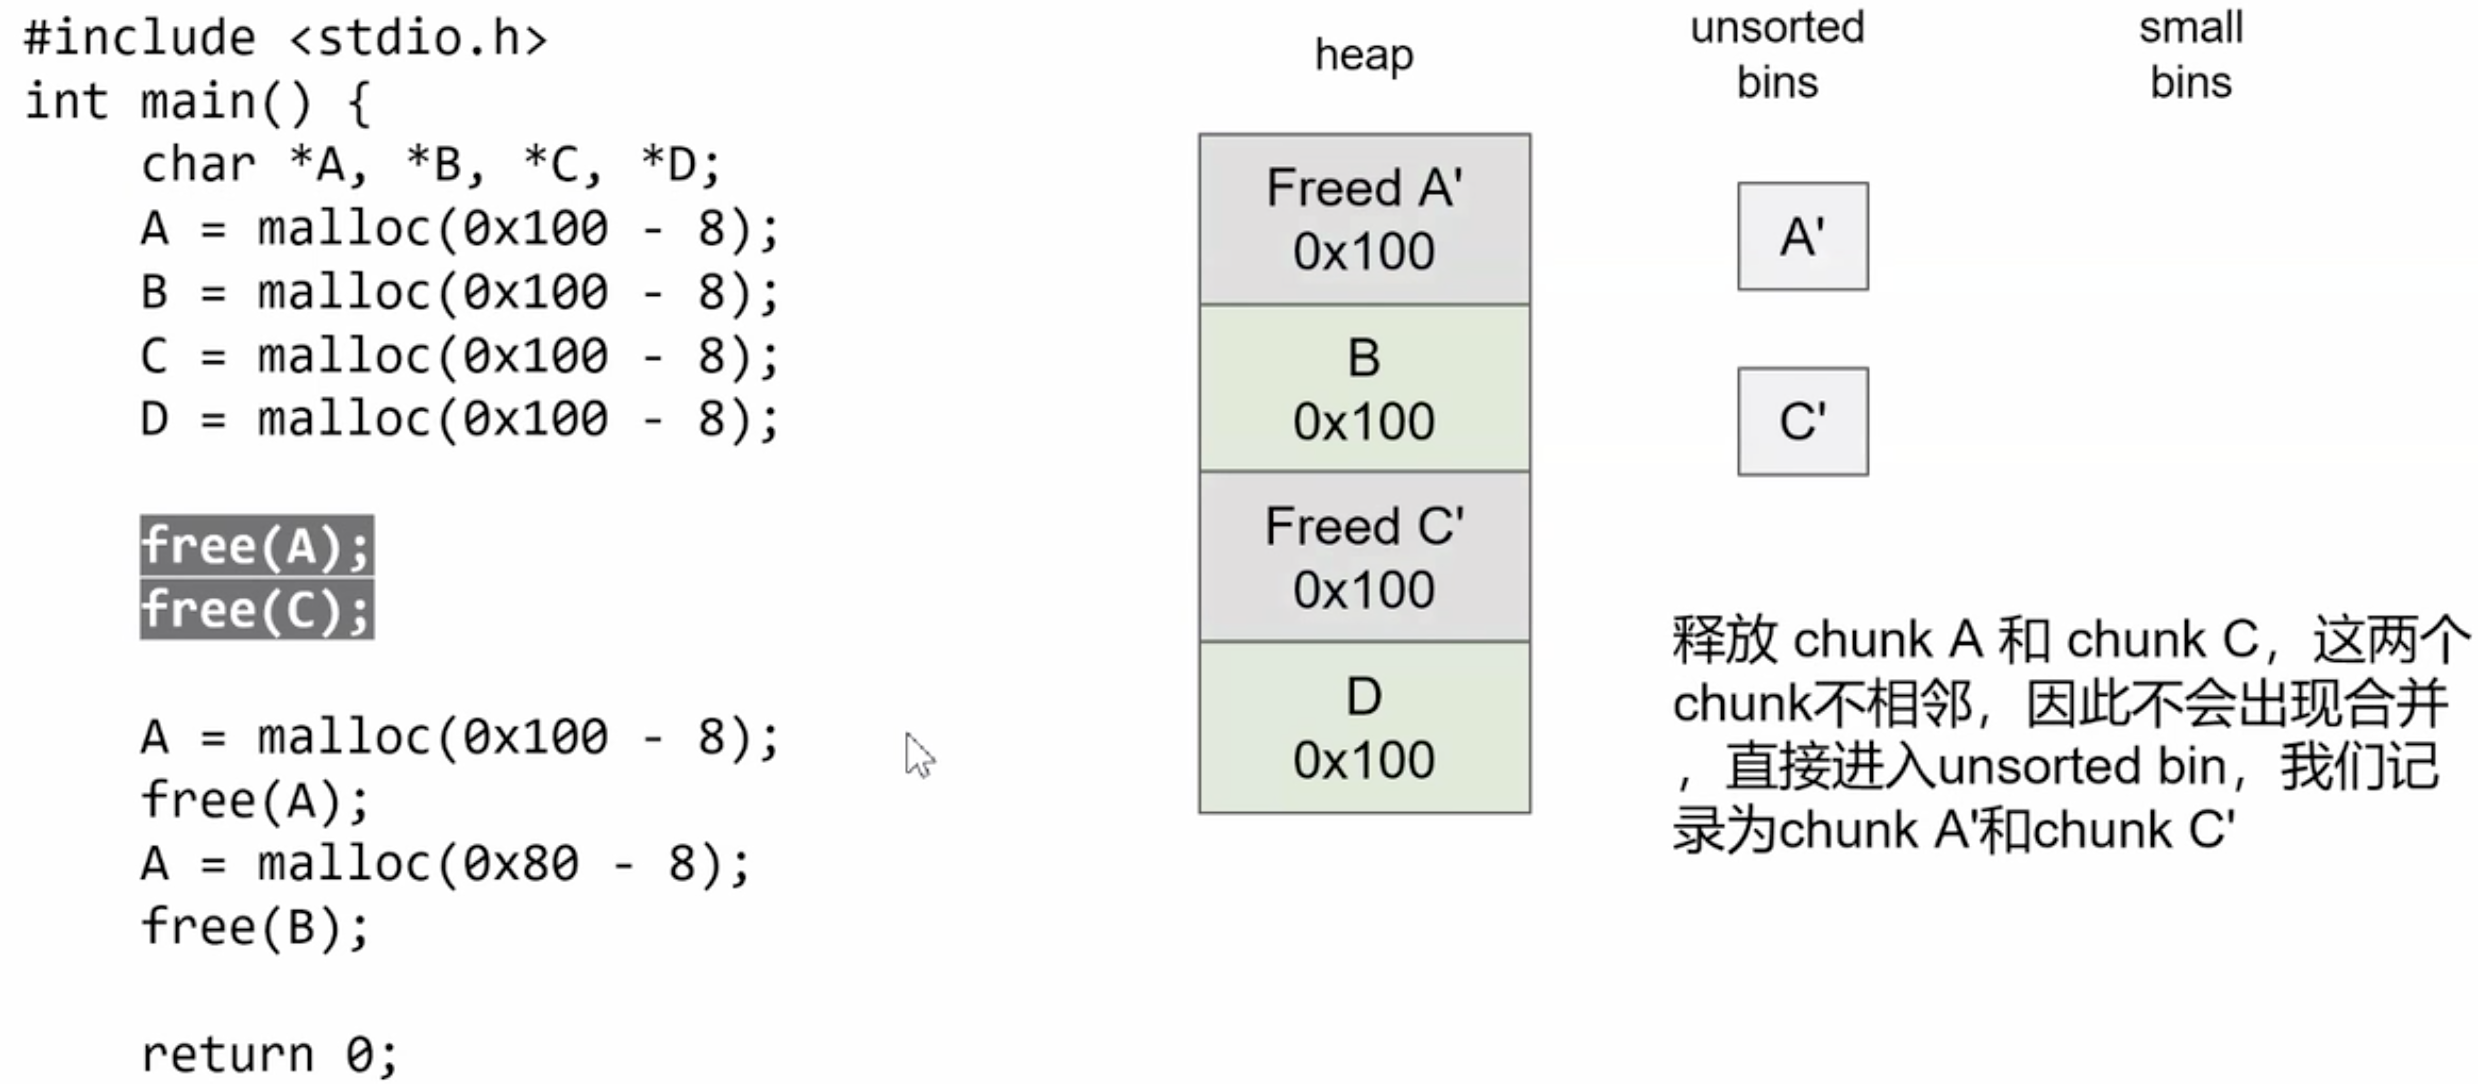 #include <stdio.h>
int main() {
char *A, *B, *C, *D;
A = malloc(0x100 - 8);
B = malloc(0x100 - 8);
C = malloc(0x100 - 8);
D = malloc(0x100 - 8);
free(A);
free(C);
A = malloc(0x100 - 8);
free(A);
A = malloc(0x80 - 8);
free(B);
return 0;
heap
Freed A'
0x100
B
0x100
Freed C'
0x100
D
0x100
unsorted
bins
A'
C'
small
bins
释放 chunk A 和 chunk C，这两个
chunk不相邻，因此不会出现合并
，直接进入unsorted bin，我们记
录为chunk A'和chunk C'